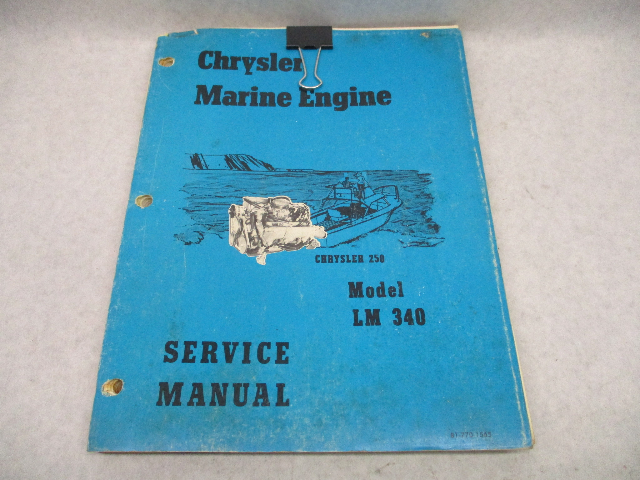 Chrysler
Marine Engine
CHRYSLER 250
Model
LM 340
SERVICE
MANUAL